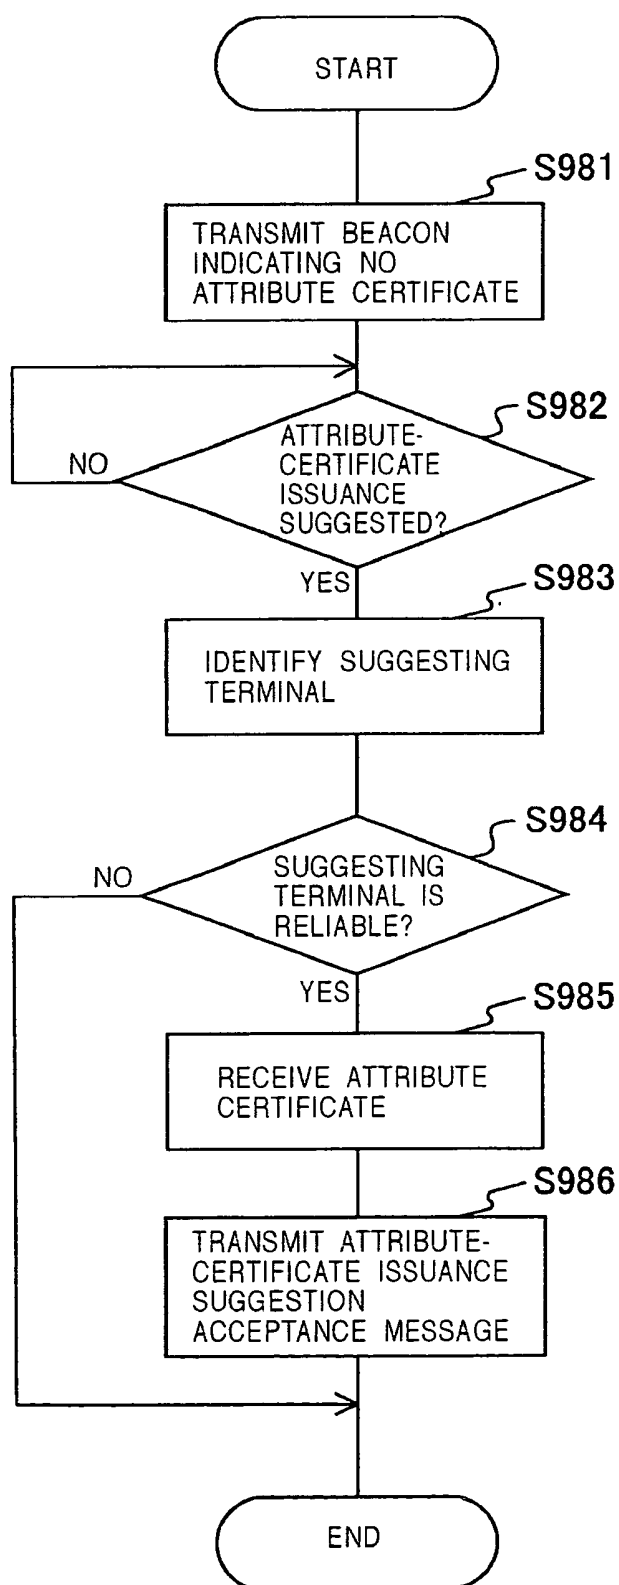 START
S981
TRANSMIT BEACON
INDICATING NO
ATTRIBUTE CERTIFICATE
S982
ATTRIBUTE-
CERTIFICATE
ISSUANCE
SUGGESTED?
NO
YES
S983
IDENTIFY SUGGESTING
TERMINAL
S984
SUGGESTING
TERMINAL IS
RELIABLE?
NO
YES
S985
RECEIVE ATTRIBUTE
CERTIFICATE
S986
TRANSMIT ATTRIBUTE-
CERTIFICATE ISSUANCE
SUGGESTION
ACCEPTANCE MESSAGE
END